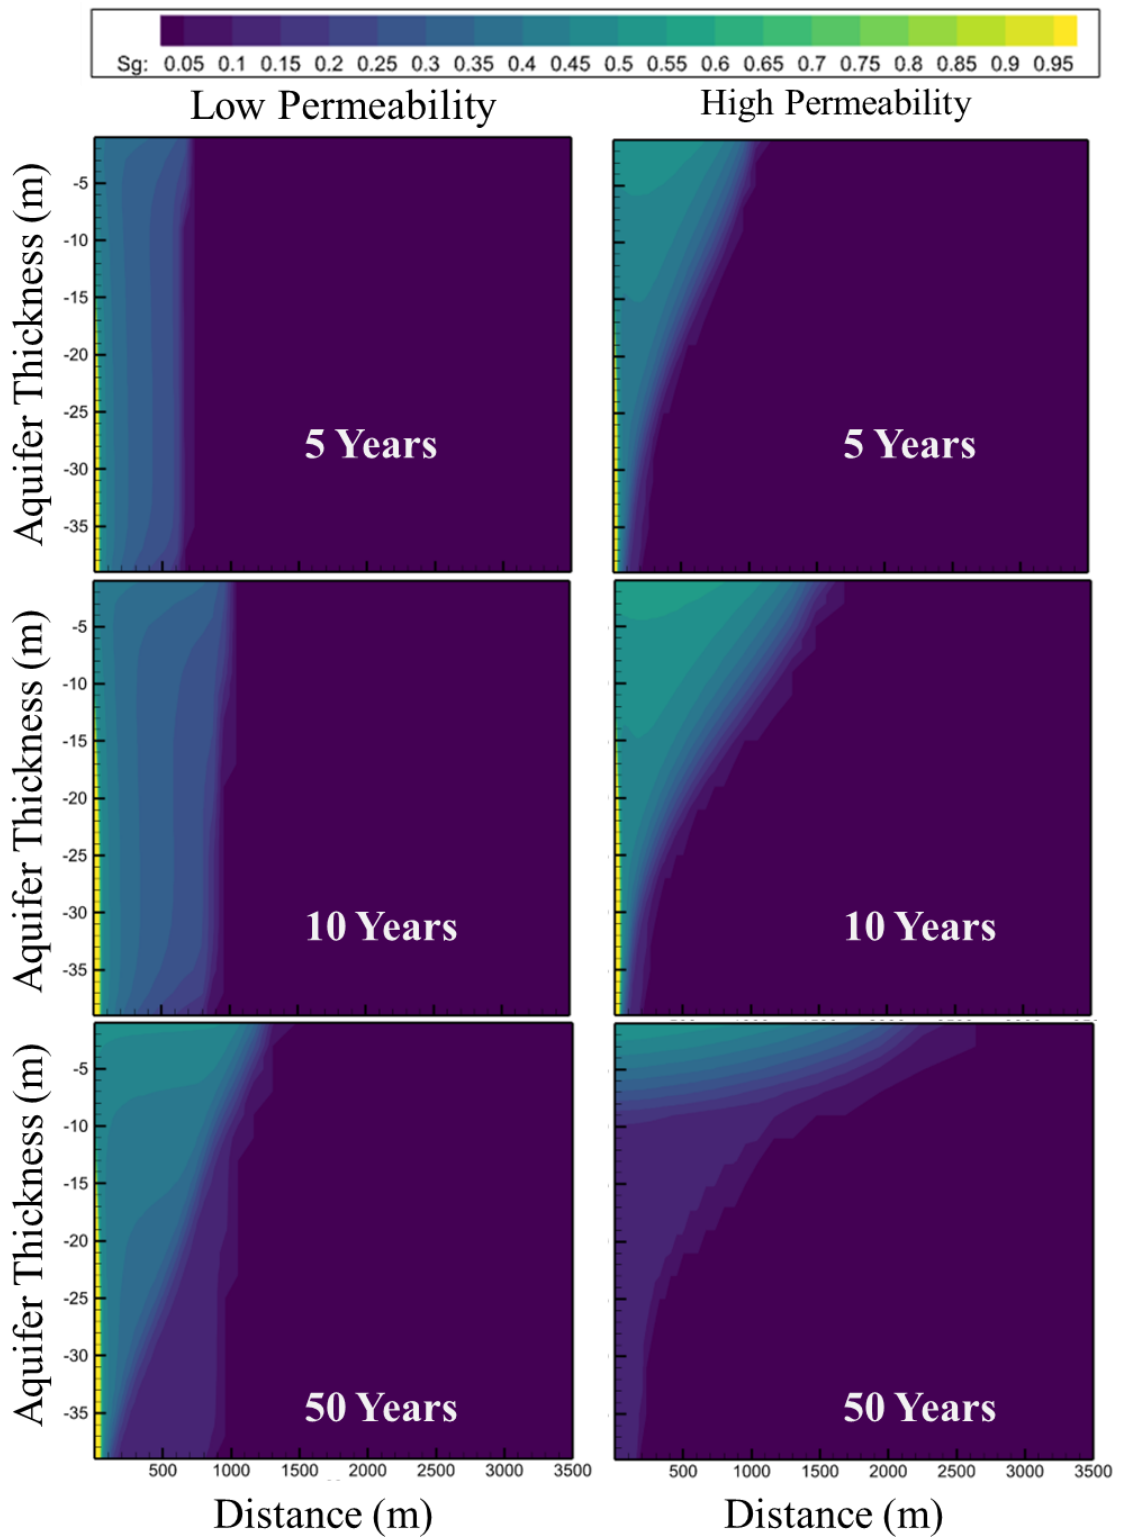 Sg: 0.05 0.1 0.15 0.2 0.25 0.3 0.35 0.4 0.45 0.5 0.55 0.6 0.65 0.7 0.75 0.8 0.85 0.9 0.95
Low Permeability
High Permeability
Aquifer Thickness (m)
-5
-10
-15
-20
-25
-30
-35
5 Years
5 Years
Aquifer Thickness (m)
-5
-10
-15
-20
-25
-30
-35
10 Years
10 Years
Aquifer Thickness (m)
-5
-10
-15
-20
-25
-30
-35
50 Years
50 Years
500 1000 1500 2000 2500 3000 3500
500 1000 1500 2000 2500 3000 3500
Distance (m)
Distance (m)